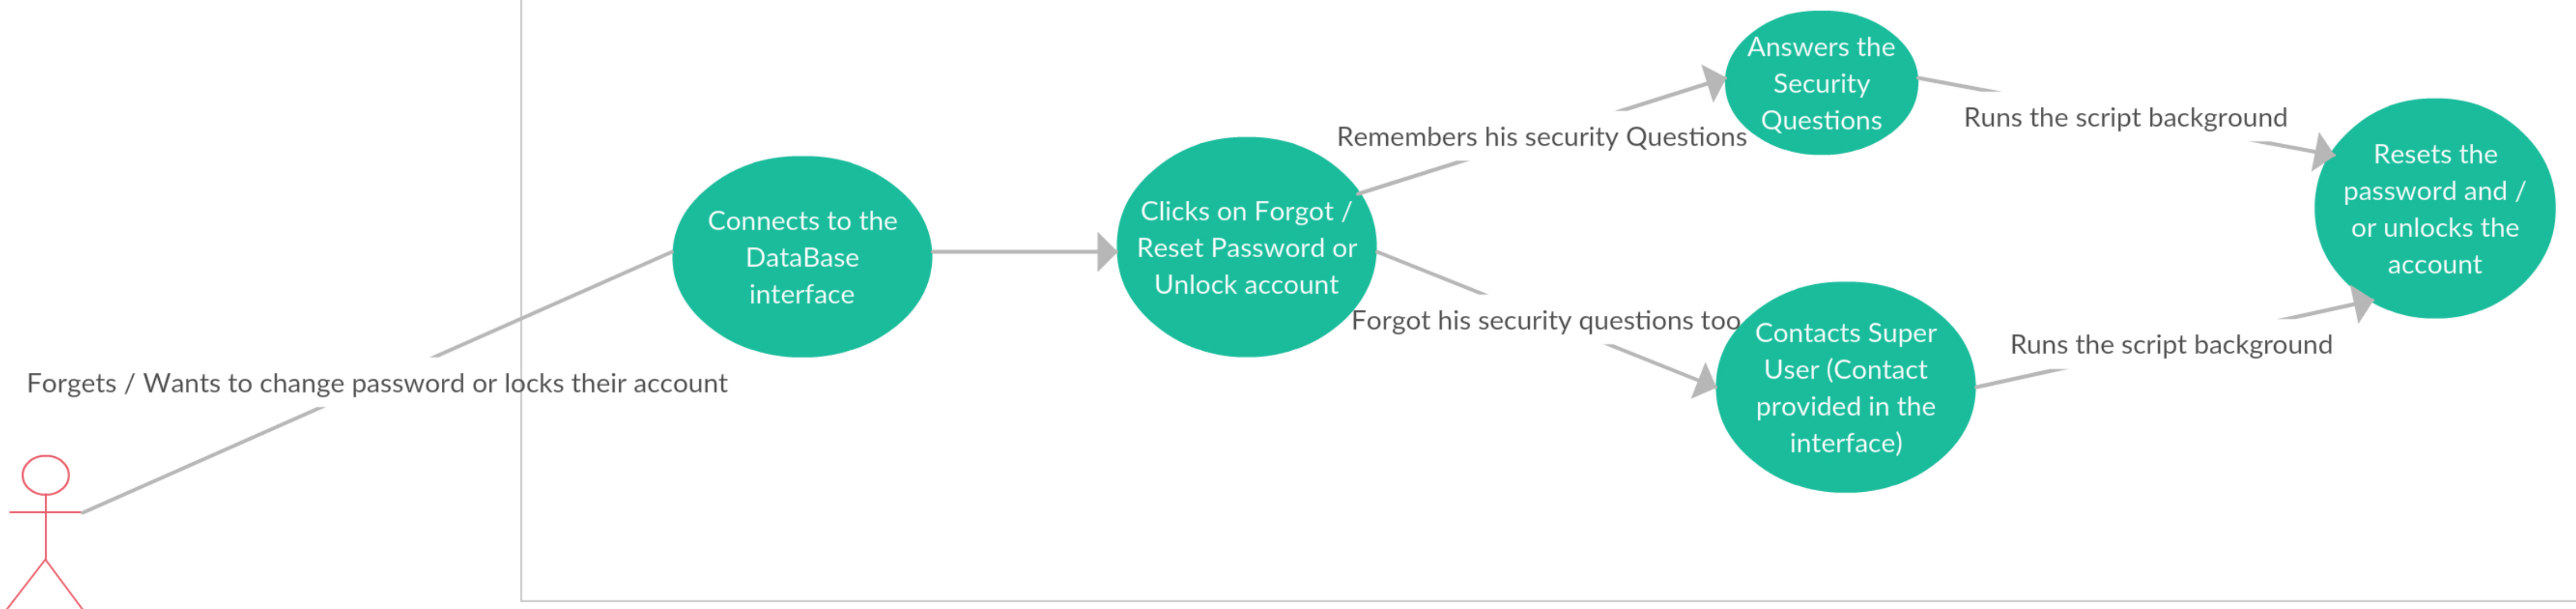 Forgets / Wants to change password or locks their account
Connects to the
DataBase
interface
Clicks on Forgot /
Reset Password or
Unlock account
Remembers his security Questions
Answers the
Security
Questions
Runs the script background
Forgot his security questions too
Contacts Super
User (Contact
provided in the
interface)
Runs the script background
Resets the
password and /
or unlocks the
account